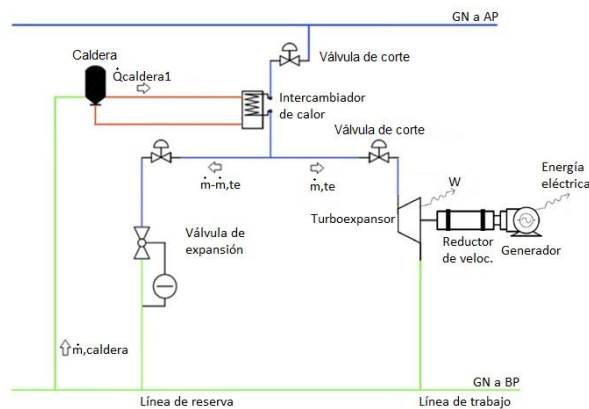 GN a AP
Válvula de corte
Caldera
Q̇caldera1
Intercambiador
de calor
Válvula de corte
ṁ-ṁ,te
ṁ,te
Energía
eléctrica
W
Turboexpansor
Válvula de
expansión
Reductor
de veloc.
Generador
ṁ,caldera
GN a BP
Línea de reserva
Línea de trabajo